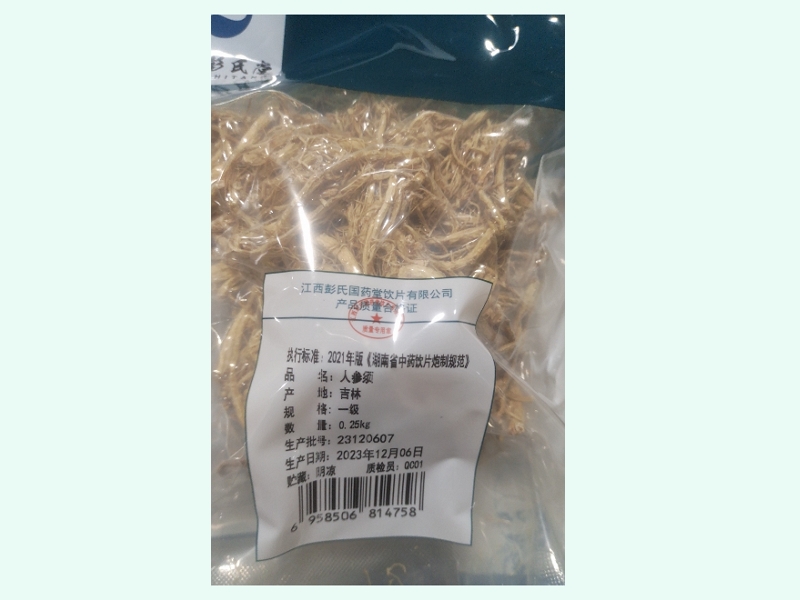 彭氏
江西彭氏国药堂饮片有限公司
产品质量合格证
执行标准：2021年版《湖南省中药饮片炮制规范》
品 名：人参须
产 地：吉林
规 格：一级
数 量：0.25kg
生产批号：23120607
生产日期：2023年12月06日
贮藏：阴凉 质检员：QC01
6 958506 814758